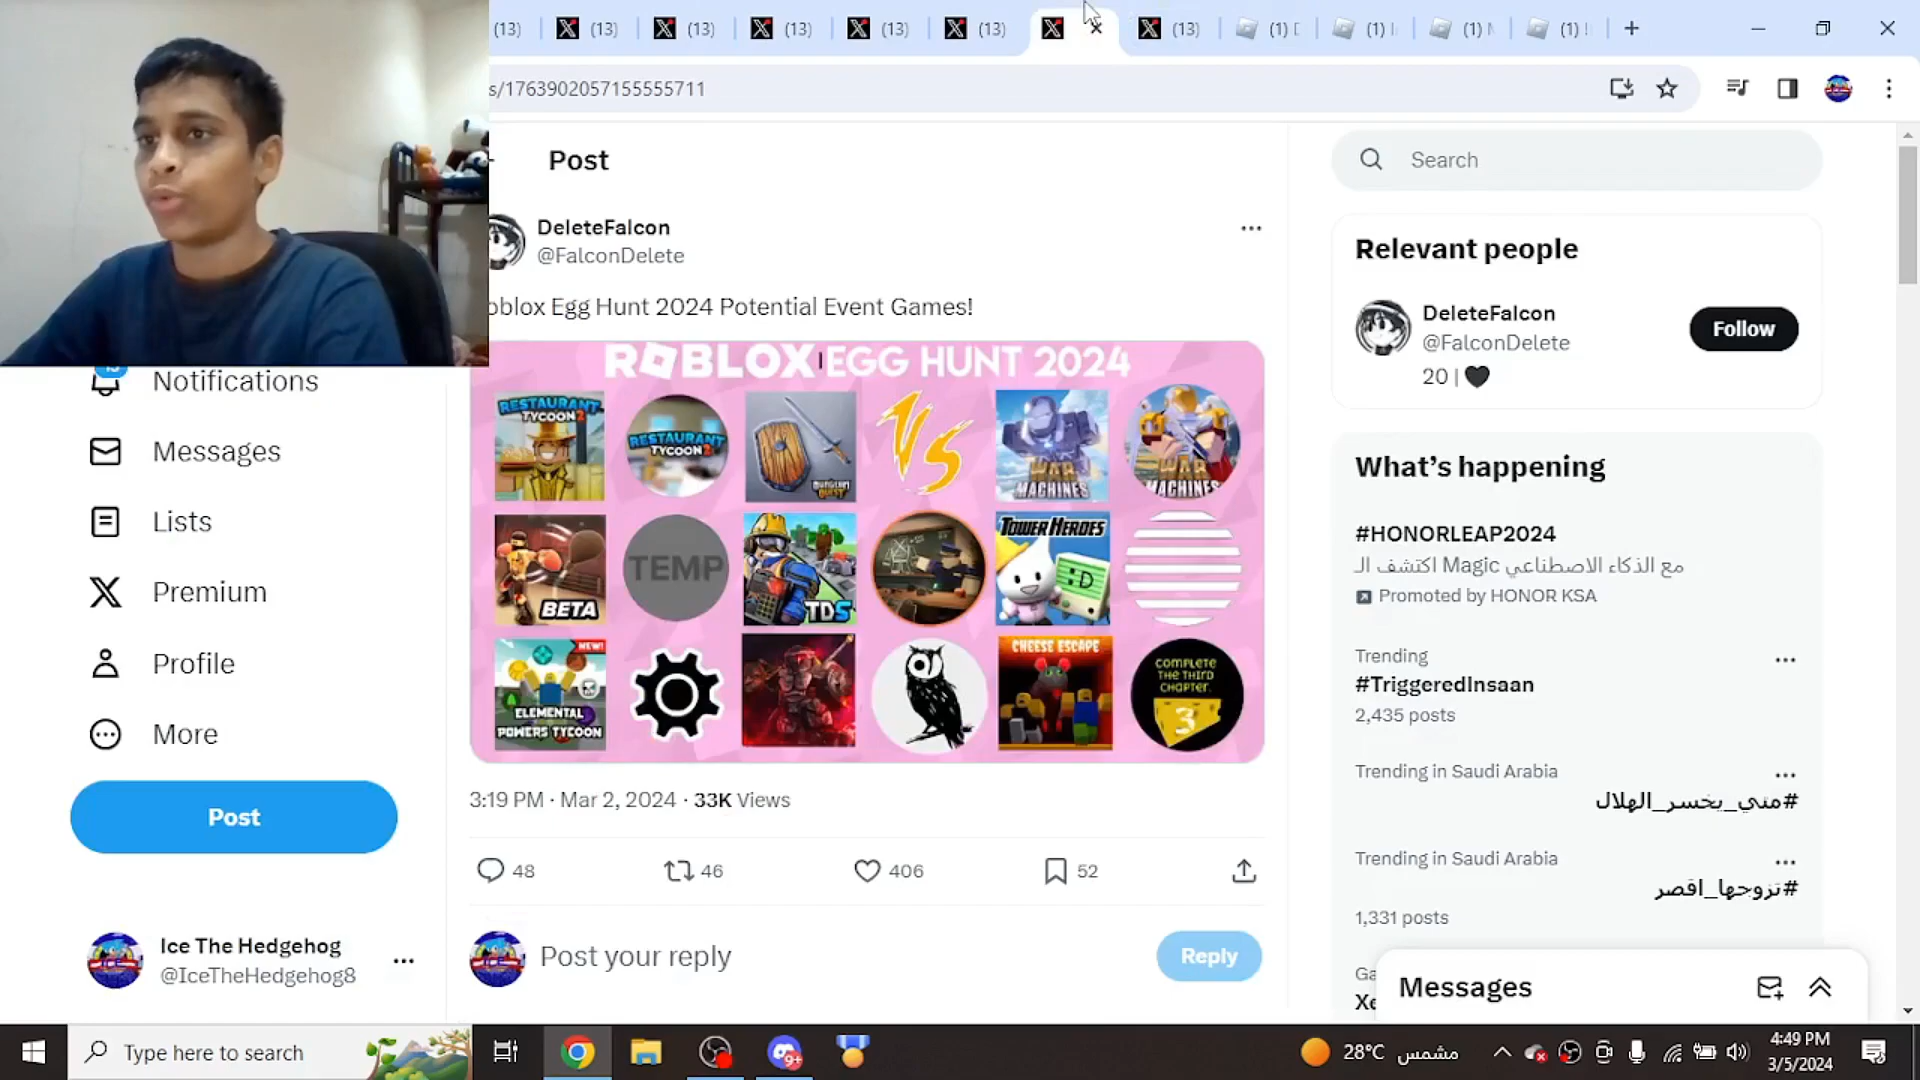 (13) (13) (13) (13) (13) (13) (13) (1) (1) (1) (1)
s/1763902057155555711
Post
DeleteFalcon
@FalconDelete
oblox Egg Hunt 2024 Potential Event Games!
ROBLOX EGG HUNT 2024
RESTAURANT TYCOON 2
RESTAURANT TYCOON 2
DUNGEON QUEST
VS
WAR MACHINES
WAR MACHINES
BETA
TEMP
TDS
TOWER HEROES
:D
NEW!
ELEMENTAL POWERS TYCOON
CHEESE ESCAPE
COMPLETE THE THIRD CHAPTER.
3
3:19 PM · Mar 2, 2024 · 33K Views
48 46 406 52
Post your reply
Reply
Notifications
Messages
Lists
Premium
Profile
More
Post
Ice The Hedgehog
@IceTheHedgehog8
Search
Relevant people
DeleteFalcon
@FalconDelete
Follow
20 | 🖤
What’s happening
#HONORLEAP2024
اكتشف الـ Magic مع الذكاء الاصطناعي
Promoted by HONOR KSA
Trending
#TriggeredInsaan
2,435 posts
Trending in Saudi Arabia
#متي_يخسر_الهلال
Trending in Saudi Arabia
#تزوجها_اقصر
1,331 posts
Messages
Type here to search
9+
28°C مشمس
4:49 PM
3/5/2024